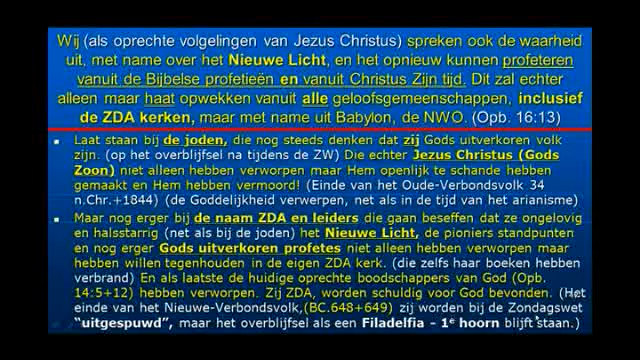 Wij (als oprechte volgelingen van Jezus Christus) spreken ook de waarheid
uit, met name over het Nieuwe Licht, en het opnieuw kunnen profeteren
vanuit de Bijbelse profetieën en vanuit Christus Zijn tijd. Dit zal echter
alleen maar haat opwekken vanuit alle geloofsgemeenschappen, inclusief
de ZDA kerken, maar met name uit Babylon, de NWO. (Opb. 16:13)
Laat staan bij de joden, die nog steeds denken dat zij Gods uitverkoren volk
zijn. (op het overblijfsel na tijdens de ZW) Die echter Jezus Christus (Gods
Zoon) niet alleen hebben verworpen maar Hem openlijk te schande hebben
gemaakt en Hem hebben vermoord! (Einde van het Oude-Verbondsvolk 34
n.Chr.+1844) (de Goddelijkheid verwerpen, net als in de tijd van het arianisme)
Maar nog erger bij de naam ZDA en leiders die gaan beseffen dat ze ongelovig
en halsstarrig (net als bij de joden) het Nieuwe Licht, de pioniers standpunten
en nog erger Gods uitverkoren profetes niet alleen hebben verworpen maar
hebben willen tegenhouden in de eigen ZDA kerk. (die zelfs haar boeken hebben
verbrand) En als laatste de huidige oprechte boodschappers van God (Opb.
14:5+12) hebben verworpen. Zij ZDA, worden schuldig voor God bevonden. (Het
einde van het Nieuwe-Verbondsvolk,(BC.648+649) zij worden bij de Zondagswet
"uitgespuwd", maar het overblijfsel als een Filadelfia - 1e hoorn blijft staan.)